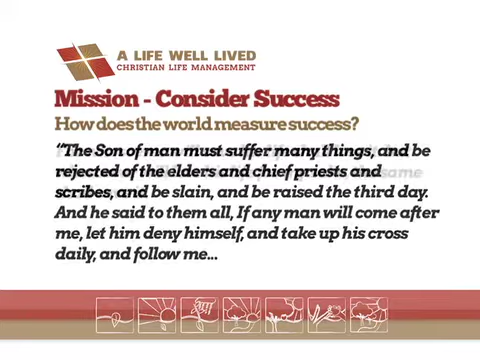 A LIFE WELL LIVED
CHRISTIAN LIFE MANAGEMENT
Mission - Consider Success
How does the world measure success?
“The Son of man must suffer many things, and be
rejected of the elders and chief priests and
scribes, and be slain, and be raised the third day.
And he said to them all, If any man will come after
me, let him deny himself, and take up his cross
daily, and follow me...